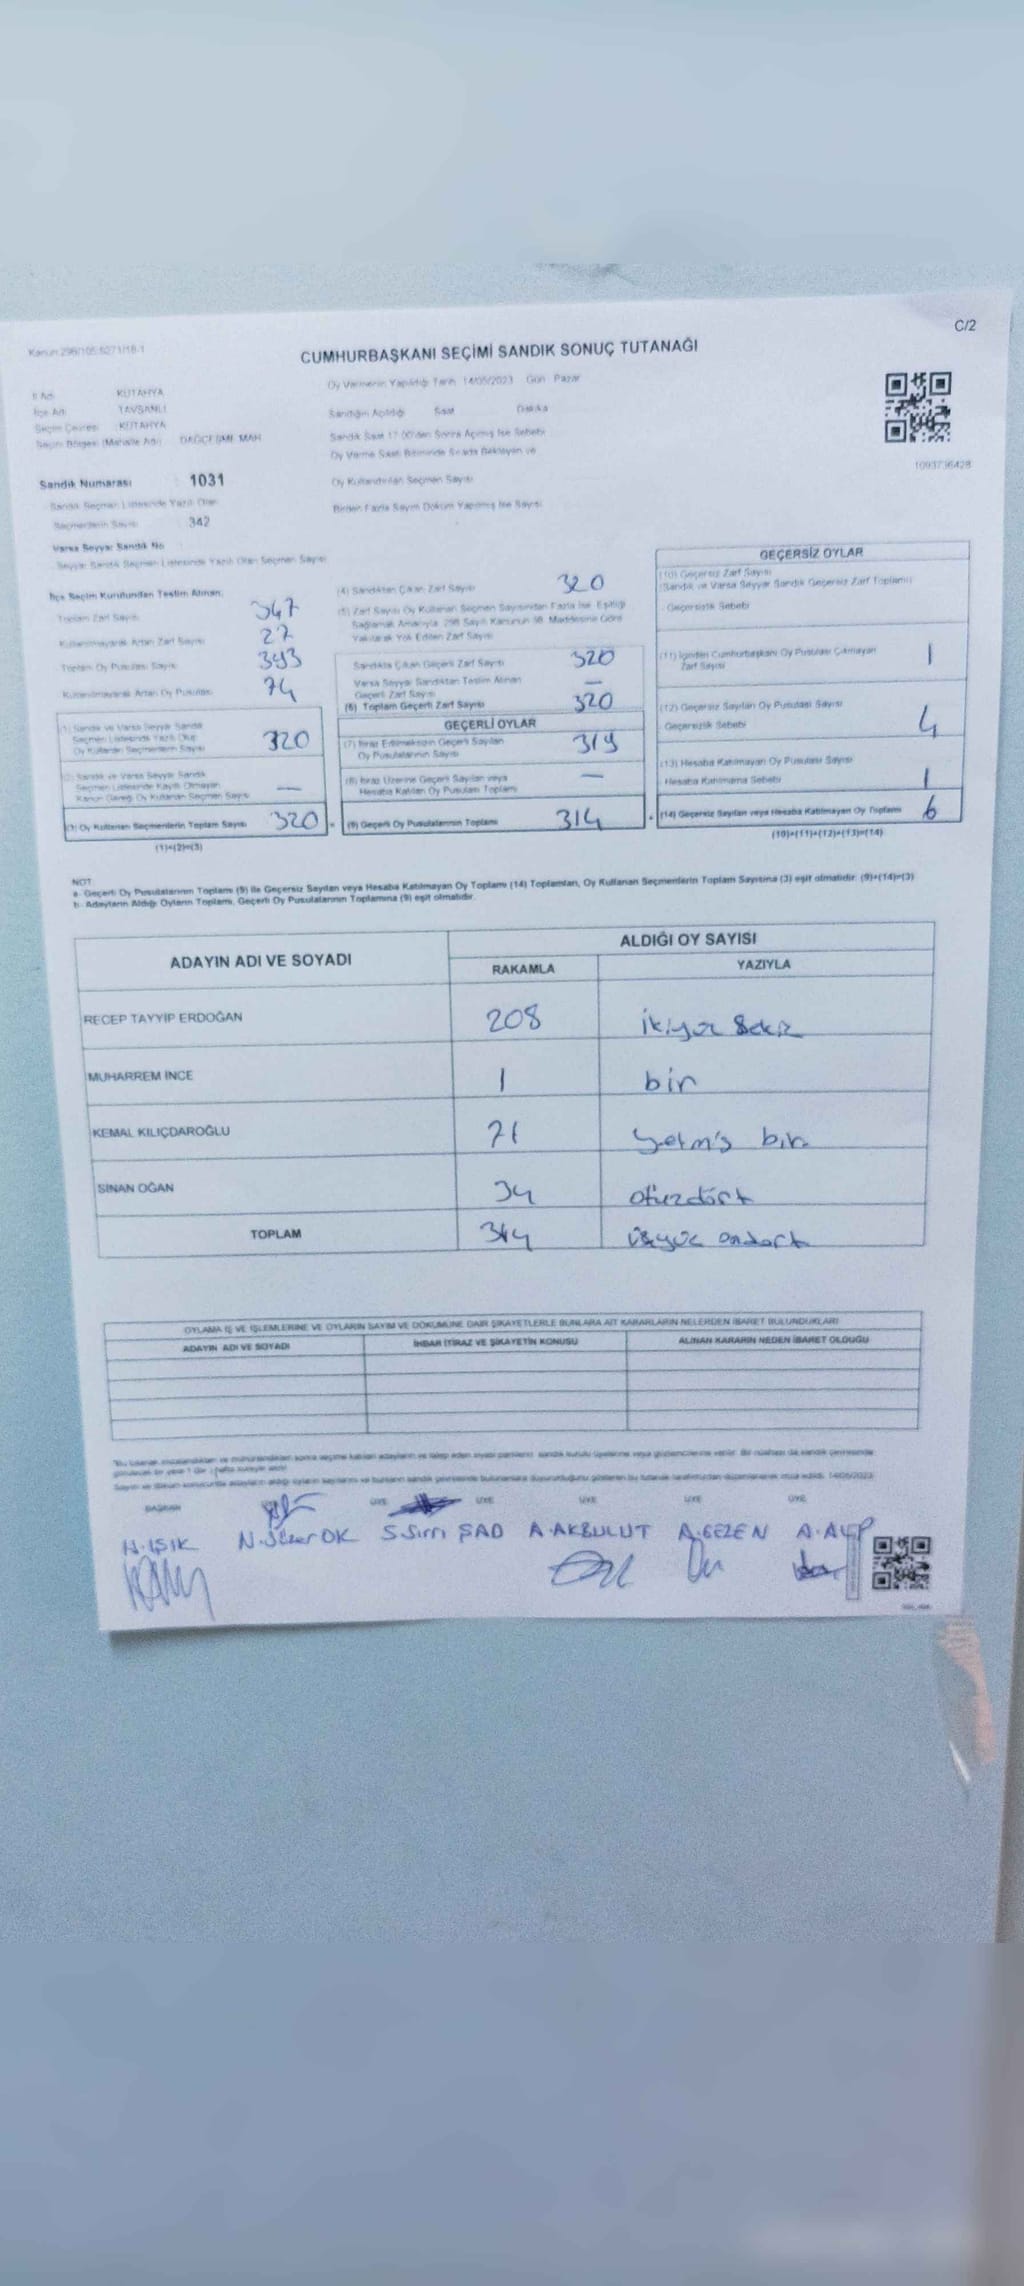 C/2
Kanun:298/105;6271/18-1
CUMHURBAŞKANI SEÇİMİ SANDIK SONUÇ TUTANAĞI
Oy Vermenin Yapıldığı Tarih 14/05/2023 Gün Pazar
İl Adı KÜTAHYA
İlçe Adı TAVŞANLI
Seçim Çevresi KÜTAHYA
Seçim Bölgesi (Mahalle Adı) DAĞÇEŞME MAH.
Sandığın Açıldığı Saat Dakika
Sandık Saat 17.00'den Sonra Açılmış İse Sebebi
Oy Verme Saati Bitiminde Sırada Bekleyen ve
Oy Kullandırılan Seçmen Sayısı
Birden Fazla Sayım Döküm Yapılmış İse Sayısı
1093736428
Sandık Numarası 1031
Sandık Seçmen Listesinde Yazılı Olan
Seçmenlerin Sayısı 342
Varsa Seyyar Sandık No
Seyyar Sandık Seçmen Listesinde Yazılı Olan Seçmen Sayısı
İlçe Seçim Kurulundan Teslim Alınan;
Toplam Zarf Sayısı 347
Kullanılmayarak Artan Zarf Sayısı 27
Toplam Oy Pusulası Sayısı 393
Kullanılmayarak Artan Oy Pusulası 74
(1) Sandık ve Varsa Seyyar Sandık
Seçmen Listesinde Yazılı Olup
Oy Kullanan Seçmenlerin Sayısı 320
(2) Sandık ve Varsa Seyyar Sandık
Seçmen Listesinde Kayıtlı Olmayan
Kanun Gereği Oy Kullanan Seçmen Sayısı —
(3) Oy Kullanan Seçmenlerin Toplam Sayısı 320
(1)+(2)=(3)
(4) Sandıktan Çıkan Zarf Sayısı 320
(5) Zarf Sayısı Oy Kullanan Seçmen Sayısından Fazla İse, Eşitliği
Sağlamak Amacıyla, 298 Sayılı Kanunun 98. Maddesine Göre
Yakılarak Yok Edilen Zarf Sayısı
Sandıkta Çıkan Geçerli Zarf Sayısı 320
Varsa Seyyar Sandıktan Teslim Alınan
Geçerli Zarf Sayısı —
(6) Toplam Geçerli Zarf Sayısı 320
GEÇERLİ OYLAR
(7) İtiraz Edilmeksizin Geçerli Sayılan
Oy Pusulalarının Sayısı 314
(8) İtiraz Üzerine Geçerli Sayılan veya
Hesaba Katılan Oy Pusulası Toplamı —
(9) Geçerli Oy Pusulalarının Toplamı 314
GEÇERSİZ OYLAR
(10) Geçersiz Zarf Sayısı
(Sandık ve Varsa Seyyar Sandık Geçersiz Zarf Toplamı)
Geçersizlik Sebebi
(11) İçinden Cumhurbaşkanı Oy Pusulası Çıkmayan
Zarf Sayısı 1
(12) Geçersiz Sayılan Oy Pusulası Sayısı
Geçersizlik Sebebi 4
(13) Hesaba Katılmayan Oy Pusulası Sayısı
Hesaba Katılmama Sebebi 1
(14) Geçersiz Sayılan veya Hesaba Katılmayan Oy Toplamı 6
(10)+(11)+(12)+(13)=(14)
NOT:
a- Geçerli Oy Pusulalarının Toplamı (9) ile Geçersiz Sayılan veya Hesaba Katılmayan Oy Toplamı (14) Toplamları, Oy Kullanan Seçmenlerin Toplam Sayısına (3) eşit olmalıdır. (9)+(14)=(3)
b- Adayların Aldığı Oyların Toplamı, Geçerli Oy Pusulalarının Toplamına (9) eşit olmalıdır.
ADAYIN ADI VE SOYADI ALDIĞI OY SAYISI
RAKAMLA YAZIYLA
RECEP TAYYİP ERDOĞAN 208 ikiyüz sekiz
MUHARREM İNCE 1 bir
KEMAL KILIÇDAROĞLU 71 yetmiş bir
SİNAN OĞAN 34 otuzdört
TOPLAM 314 üçyüz ondört
OYLAMA İŞ VE İŞLEMLERİNE VE OYLARIN SAYIM VE DÖKÜMÜNE DAİR ŞİKAYETLERLE BUNLARA AİT KARARLARIN NELERDEN İBARET BULUNDUKLARI
ADAYIN ADI VE SOYADI İHBAR İTİRAZ VE ŞİKAYETİN KONUSU ALINAN KARARIN NEDEN İBARET OLDUĞU
BAŞKAN ÜYE ÜYE ÜYE ÜYE ÜYE
H. IŞIK S. Sırrı ŞAD A. AKBULUT A. GEZEN A. ALP